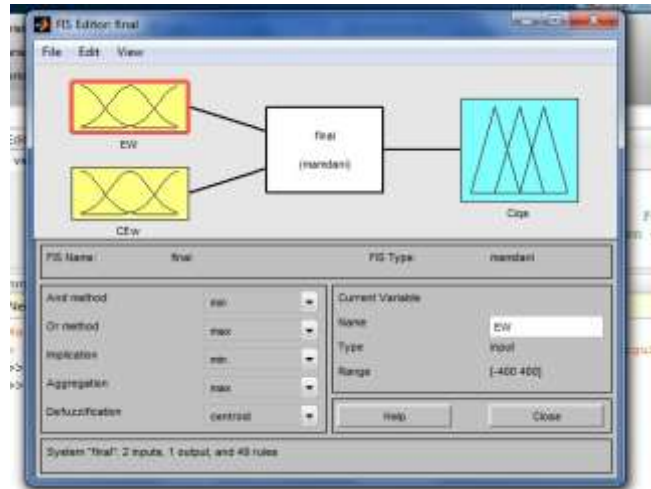 FIS Editor: final
File Edit View
EW
final
(mamdani)
CEw
FIS Name: final FIS Type: mamdani
And method min
Or method max
Implication min
Aggregation max
Defuzzification centroid
Current Variable
Name EW
Type input
Range [-400 400]
Help Close
System "final": 2 inputs, 1 output, and 49 rules